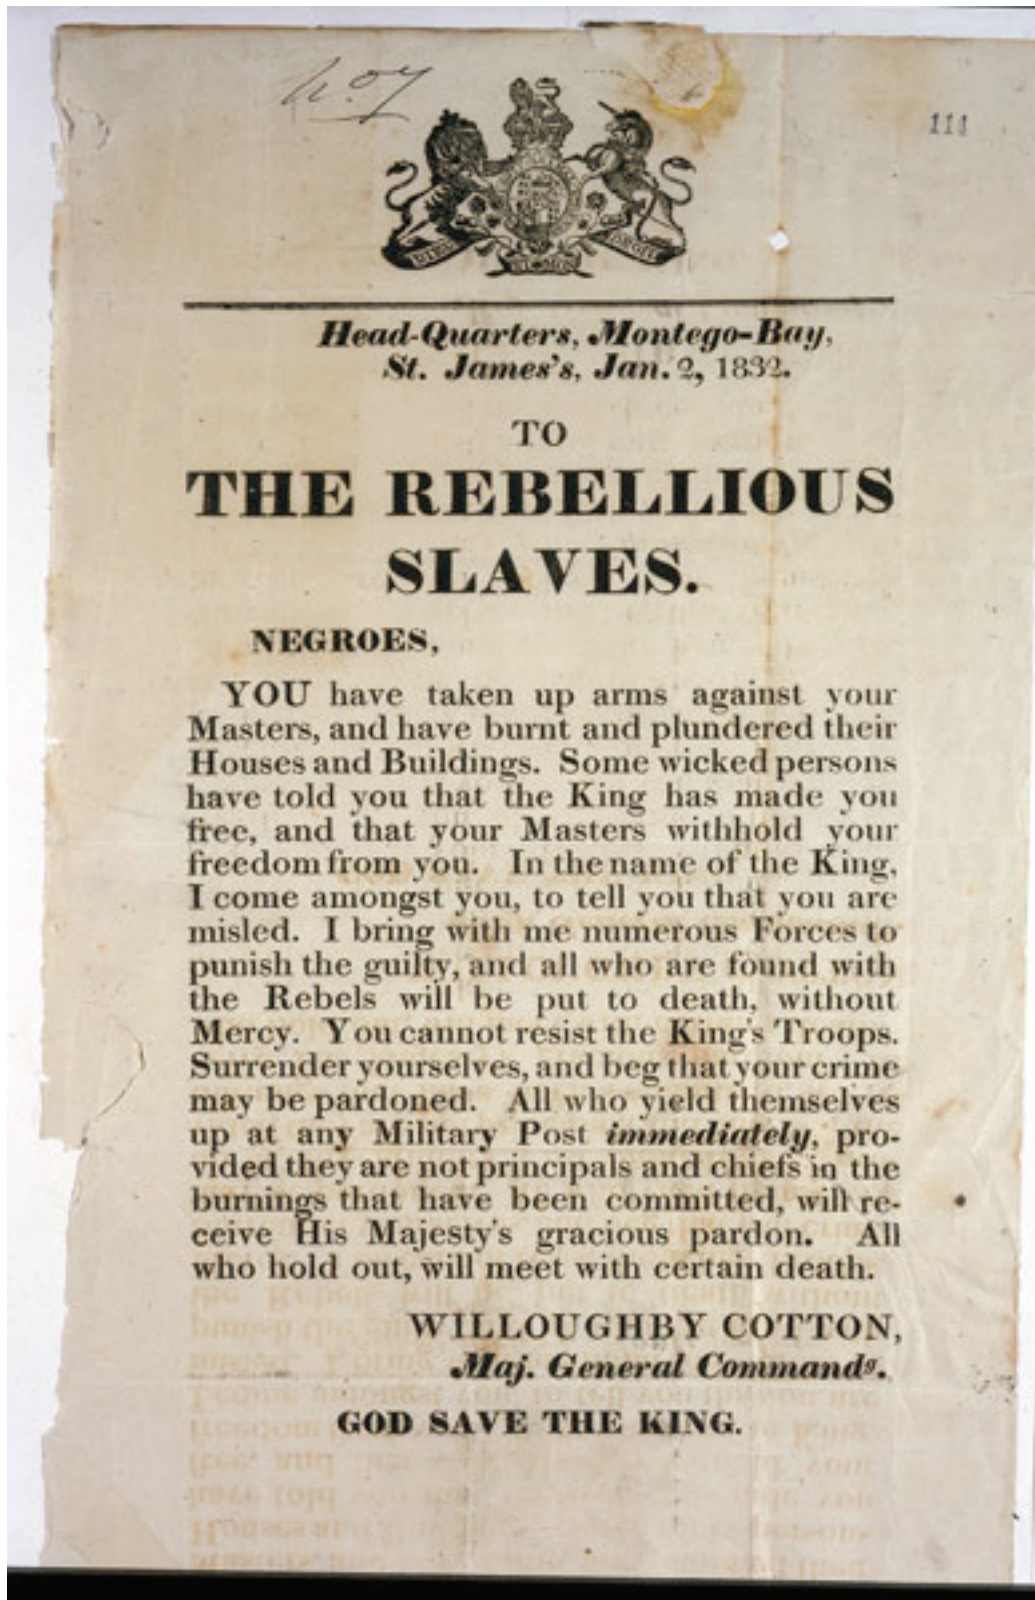 No. 7
111
Head-Quarters, Montego-Bay,
St. James's, Jan. 2, 1832.
TO
THE REBELLIOUS
SLAVES.
NEGROES,
YOU have taken up arms against your
Masters, and have burnt and plundered their
Houses and Buildings. Some wicked persons
have told you that the King has made you
free, and that your Masters withhold your
freedom from you. In the name of the King,
I come amongst you, to tell you that you are
misled. I bring with me numerous Forces to
punish the guilty, and all who are found with
the Rebels will be put to death, without
Mercy. You cannot resist the King's Troops.
Surrender yourselves, and beg that your crime
may be pardoned. All who yield themselves
up at any Military Post immediately, pro-
vided they are not principals and chiefs in the
burnings that have been committed, will re-
ceive His Majesty's gracious pardon. All
who hold out, will meet with certain death.
WILLOUGHBY COTTON,
Maj. General Commandg.
GOD SAVE THE KING.